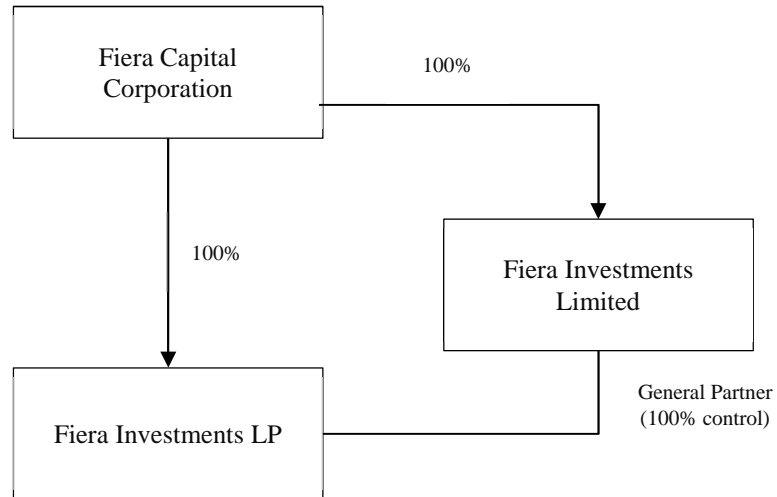 Fiera Capital
Corporation
100%
100%
Fiera Investments
Limited
General Partner
(100% control)
Fiera Investments LP